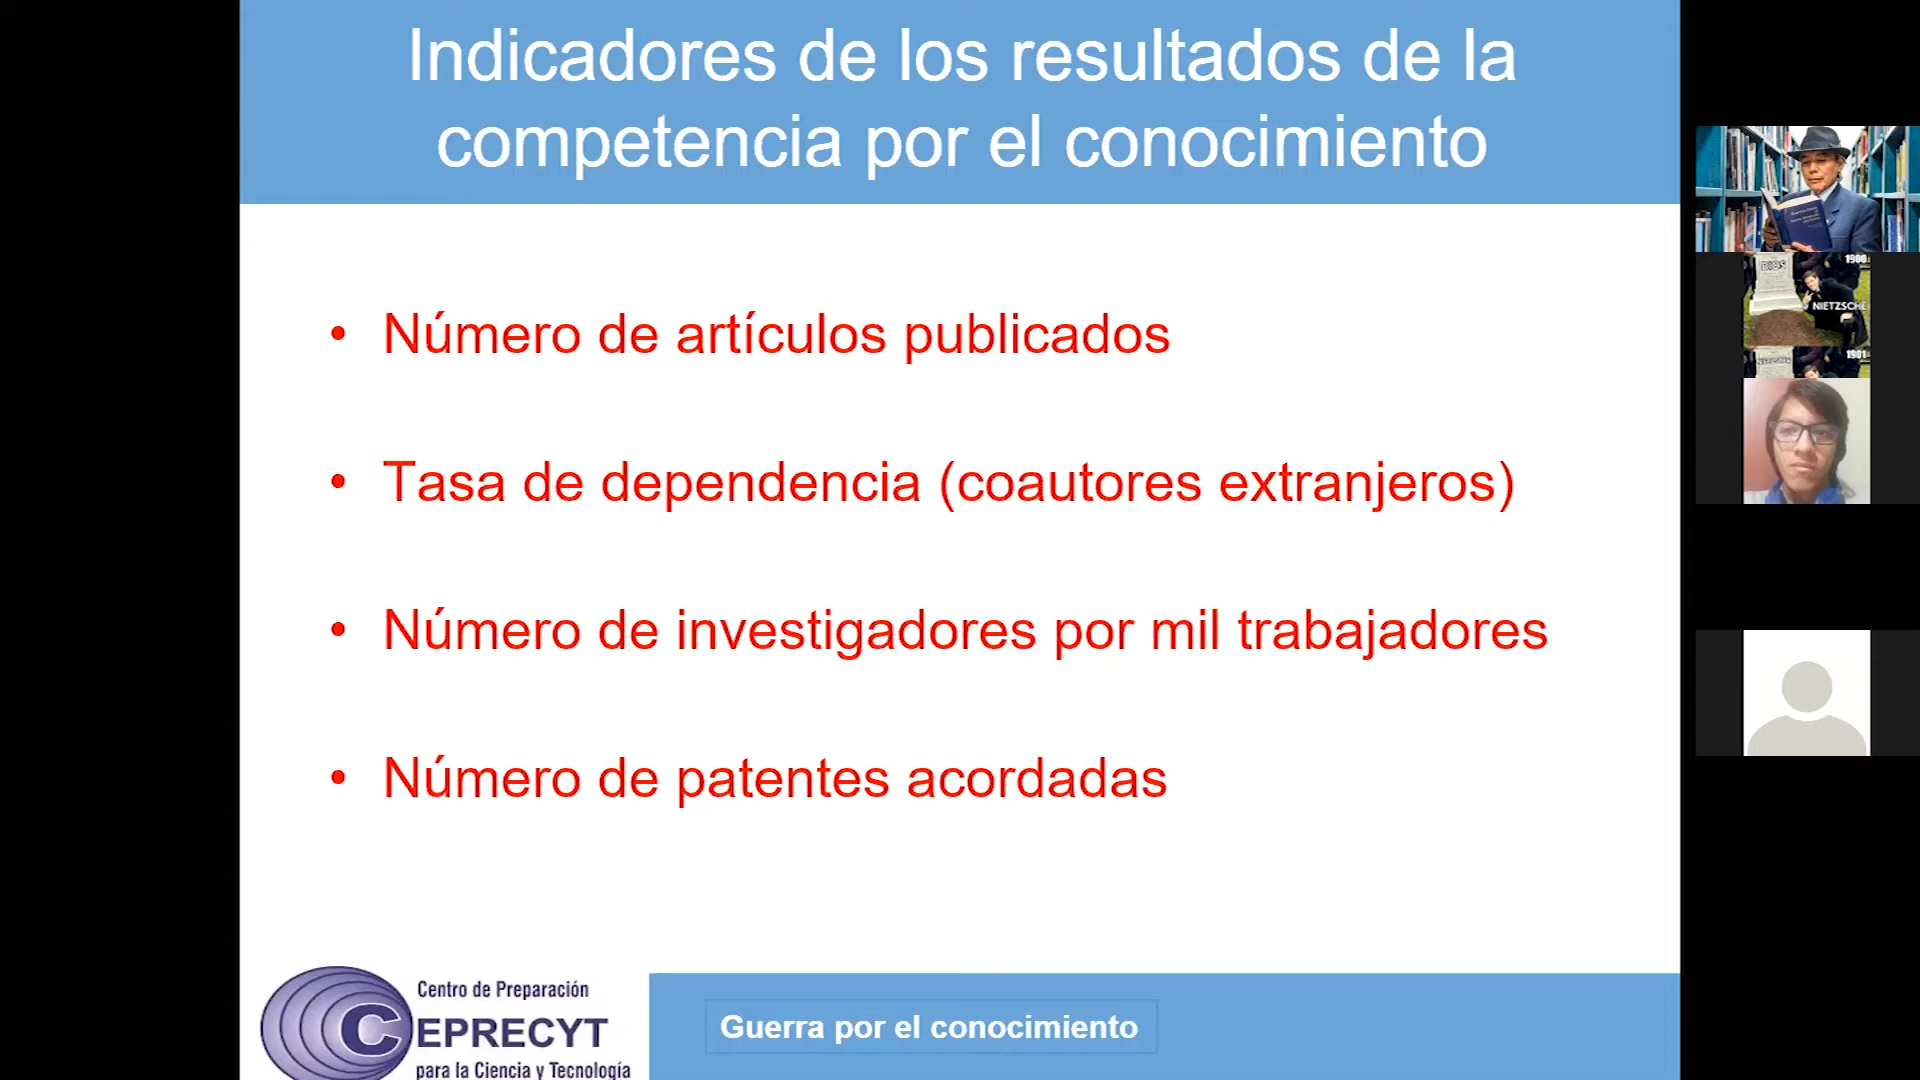 Indicadores de los resultados de la
competencia por el conocimiento
• Número de artículos publicados
• Tasa de dependencia (coautores extranjeros)
• Número de investigadores por mil trabajadores
• Número de patentes acordadas
Centro de Preparación
CEPRECYT
para la Ciencia y Tecnología
Guerra por el conocimiento
DIOS
1900
NIETZSCHE
1901